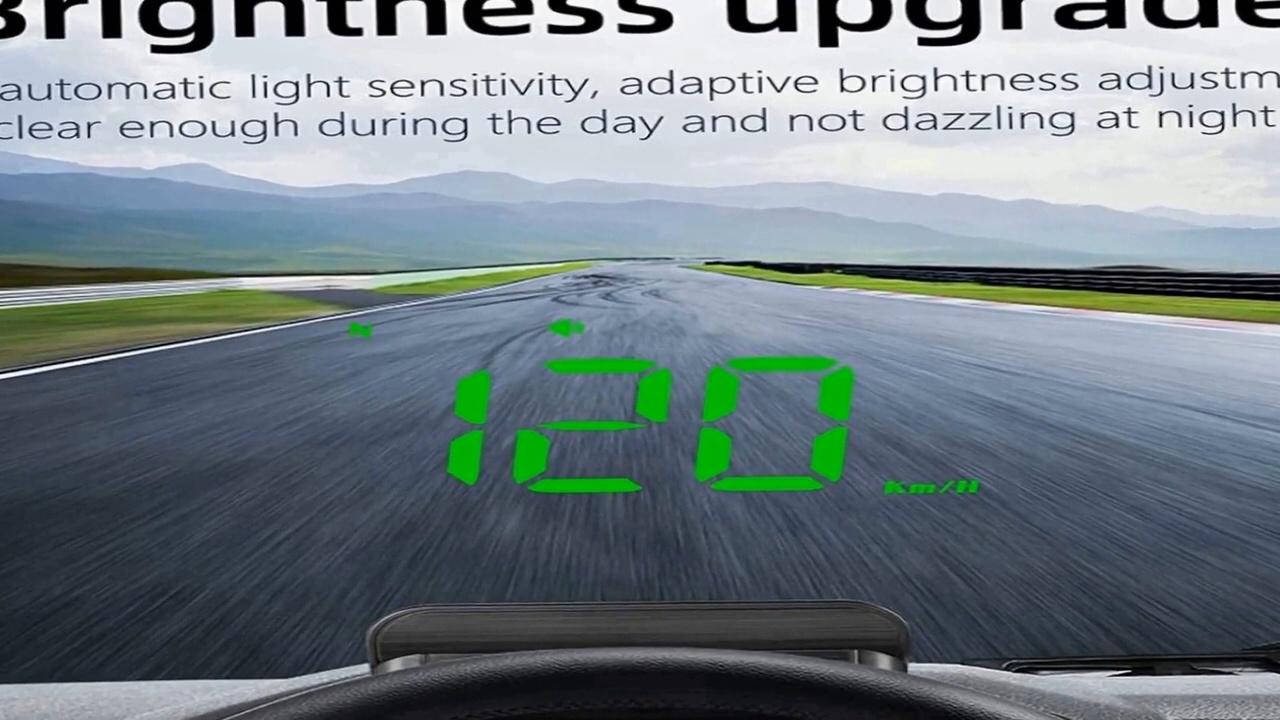 Brightness upgrade
automatic light sensitivity, adaptive brightness adjustm
clear enough during the day and not dazzling at night
120
Km/H